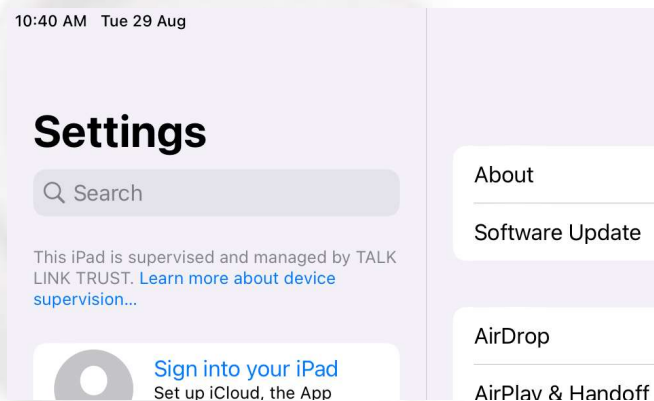 10:40 AM Tue 29 Aug
Settings
Search
This iPad is supervised and managed by TALK
LINK TRUST. Learn more about device
supervision...
Sign into your iPad
Set up iCloud, the App
About
Software Update
AirDrop
AirPlay & Handoff